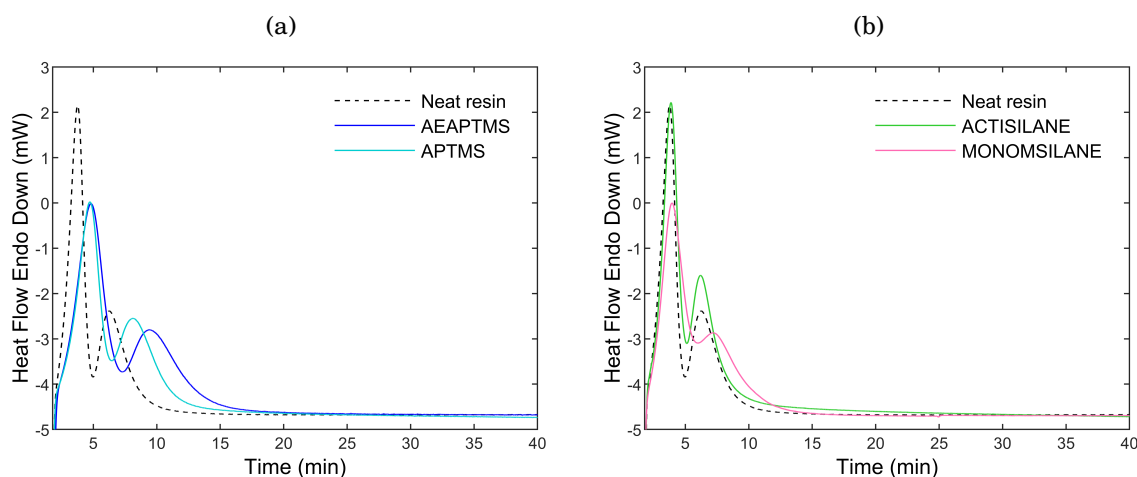 (a)
Heat Flow Endo Down (mW)
3
2
1
0
-1
-2
-3
-4
-5
Neat resin
AEAPTMS
APTMS
5 10 15 20 25 30 35 40
Time (min)
(b)
Heat Flow Endo Down (mW)
3
2
1
0
-1
-2
-3
-4
-5
Neat resin
ACTISILANE
MONOMSILANE
5 10 15 20 25 30 35 40
Time (min)